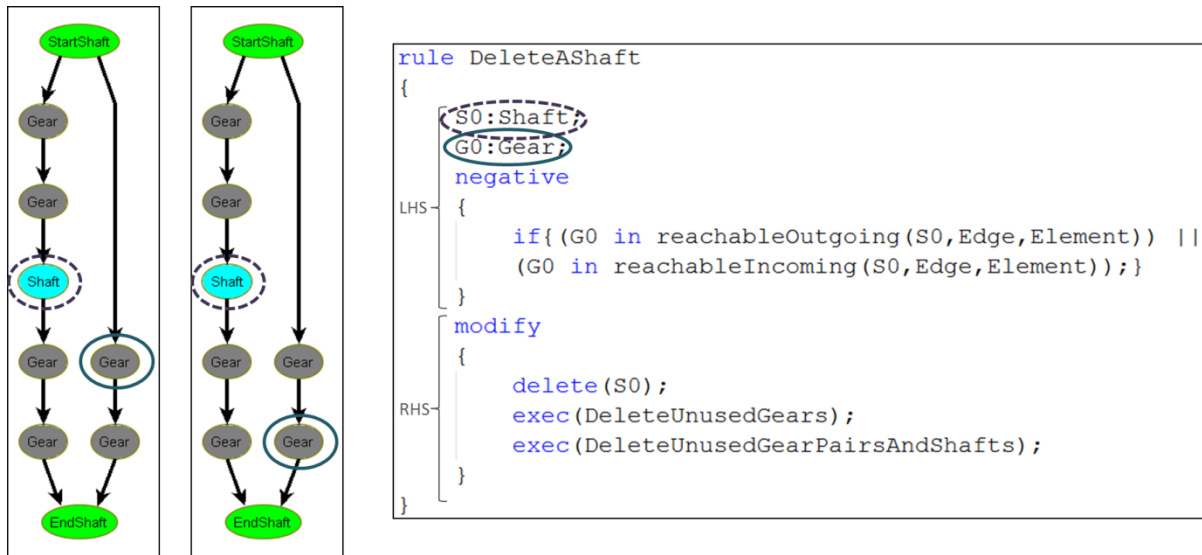 StartShaft
Gear
Gear
Shaft
Gear
Gear
Gear
Gear
EndShaft
StartShaft
Gear
Gear
Shaft
Gear
Gear
Gear
Gear
EndShaft
rule DeleteAShaft
{
S0:Shaft;
G0:Gear;
negative
LHS
{
if{(G0 in reachableOutgoing(S0,Edge,Element)) ||
(G0 in reachableIncoming(S0,Edge,Element));}
}
modify
{
delete(S0);
RHS
exec(DeleteUnusedGears);
exec(DeleteUnusedGearPairsAndShafts);
}
}